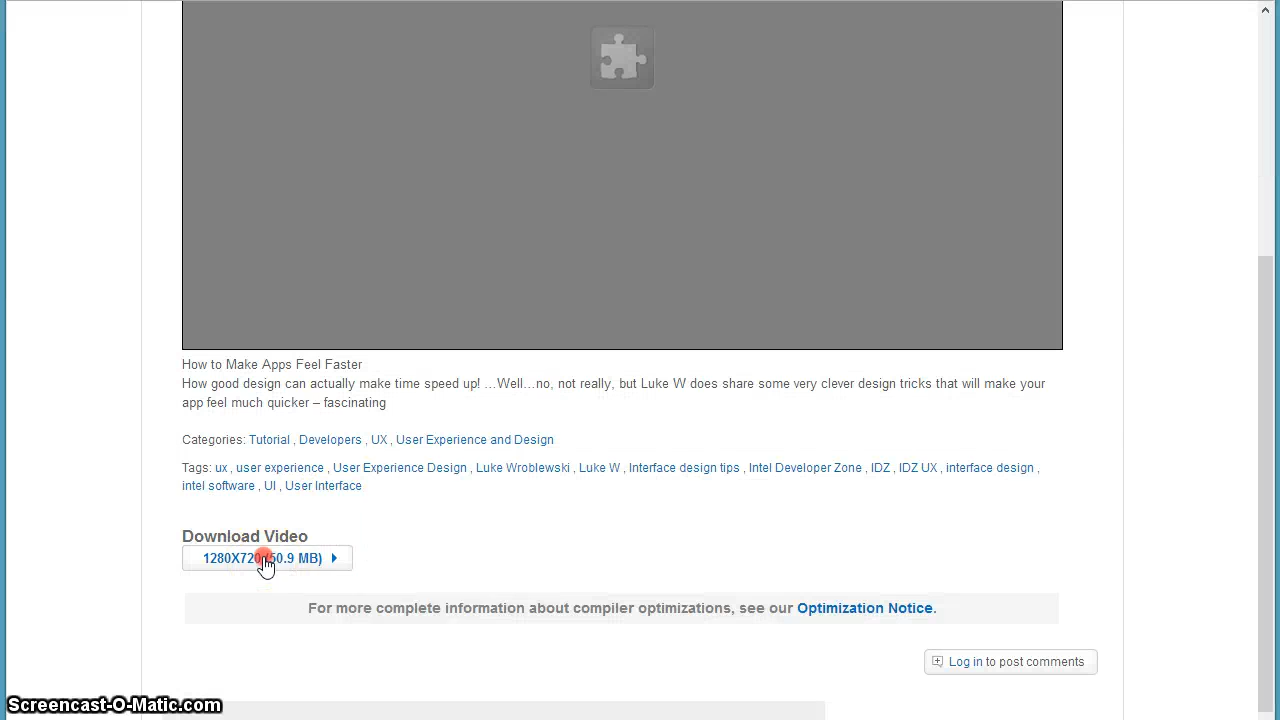 How to Make Apps Feel Faster
How good design can actually make time speed up! …Well…no, not really, but Luke W does share some very clever design tricks that will make your
app feel much quicker – fascinating
Categories: Tutorial , Developers , UX , User Experience and Design
Tags: ux , user experience , User Experience Design , Luke Wroblewski , Luke W , Interface design tips , Intel Developer Zone , IDZ , IDZ UX , interface design ,
intel software , UI , User Interface
Download Video
1280X720 (50.9 MB)
For more complete information about compiler optimizations, see our Optimization Notice.
Log in to post comments
Screencast-O-Matic.com